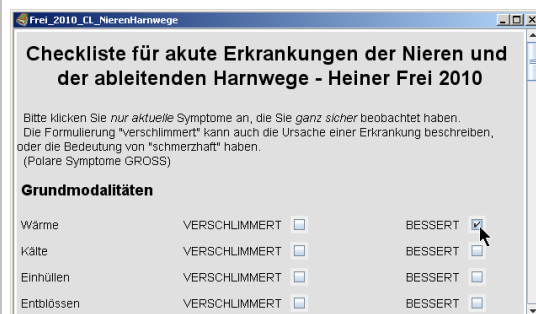 Frei_2010_CL_NierenHarnwege
Checkliste für akute Erkrankungen der Nieren und
der ableitenden Harnwege - Heiner Frei 2010
Bitte klicken Sie nur aktuelle Symptome an, die Sie ganz sicher beobachtet haben.
Die Formulierung "verschlimmert" kann auch die Ursache einer Erkrankung beschreiben,
oder die Bedeutung von "schmerzhaft" haben.
(Polare Symptome GROSS)
Grundmodalitäten
Wärme VERSCHLIMMERT BESSERT
Kälte VERSCHLIMMERT BESSERT
Einhüllen VERSCHLIMMERT BESSERT
Entblössen VERSCHLIMMERT BESSERT